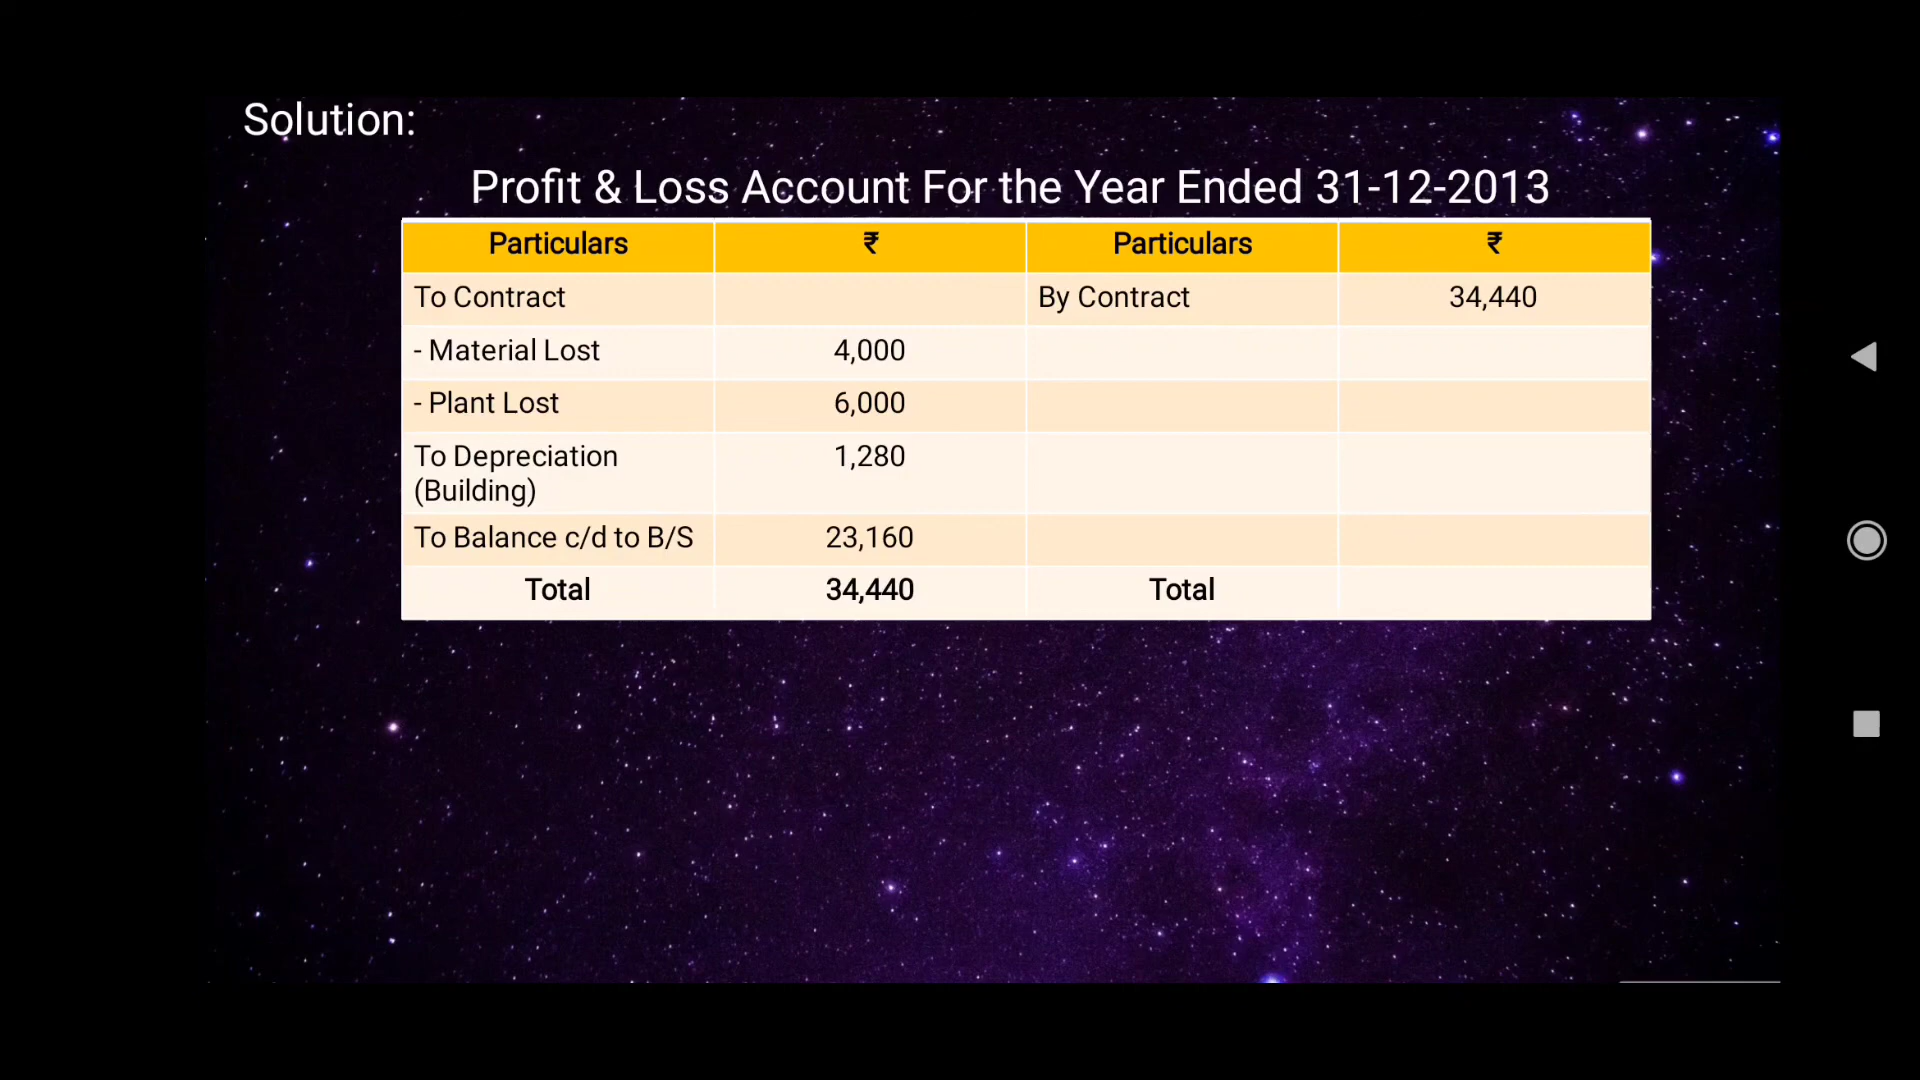 Solution:
Profit & Loss Account For the Year Ended 31-12-2013
Particulars ₹ Particulars ₹
To Contract By Contract 34,440
- Material Lost 4,000
- Plant Lost 6,000
To Depreciation 1,280
(Building)
To Balance c/d to B/S 23,160
Total 34,440 Total